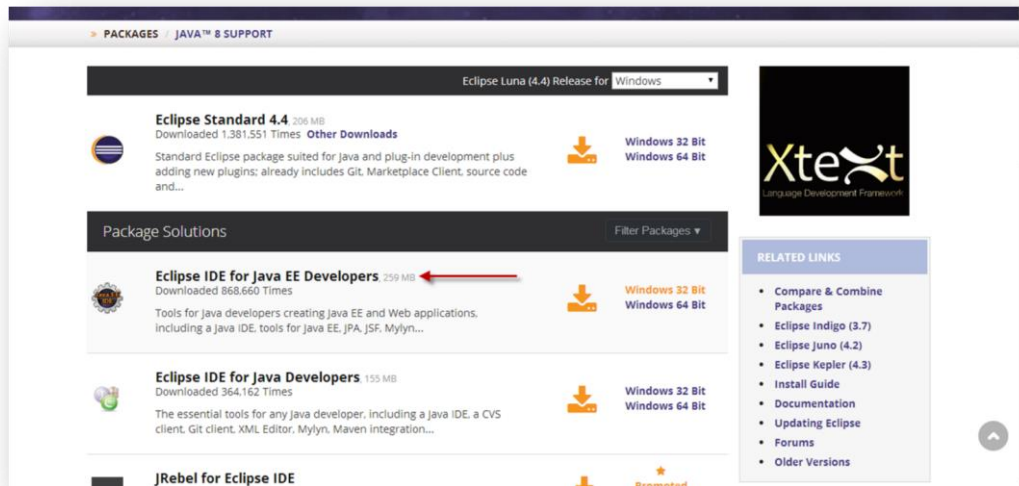 » PACKAGES / JAVA™ 8 SUPPORT
Eclipse Luna (4.4) Release for Windows
Eclipse Standard 4.4, 206 MB
Downloaded 1,381,551 Times Other Downloads
Standard Eclipse package suited for Java and plug-in development plus
adding new plugins; already includes Git, Marketplace Client, source code
and...
Windows 32 Bit
Windows 64 Bit
Package Solutions
Filter Packages ▾
Eclipse IDE for Java EE Developers, 259 MB
Downloaded 868,660 Times
Tools for Java developers creating Java EE and Web applications,
including a Java IDE, tools for Java EE, JPA, JSF, Mylyn...
Windows 32 Bit
Windows 64 Bit
Eclipse IDE for Java Developers, 155 MB
Downloaded 364,162 Times
The essential tools for any Java developer, including a Java IDE, a CVS
client, Git client, XML Editor, Mylyn, Maven integration...
Windows 32 Bit
Windows 64 Bit
JRebel for Eclipse IDE
Promoted
Xtext
Language Development Framework
RELATED LINKS
• Compare & Combine
Packages
• Eclipse Indigo (3.7)
• Eclipse Juno (4.2)
• Eclipse Kepler (4.3)
• Install Guide
• Documentation
• Updating Eclipse
• Forums
• Older Versions